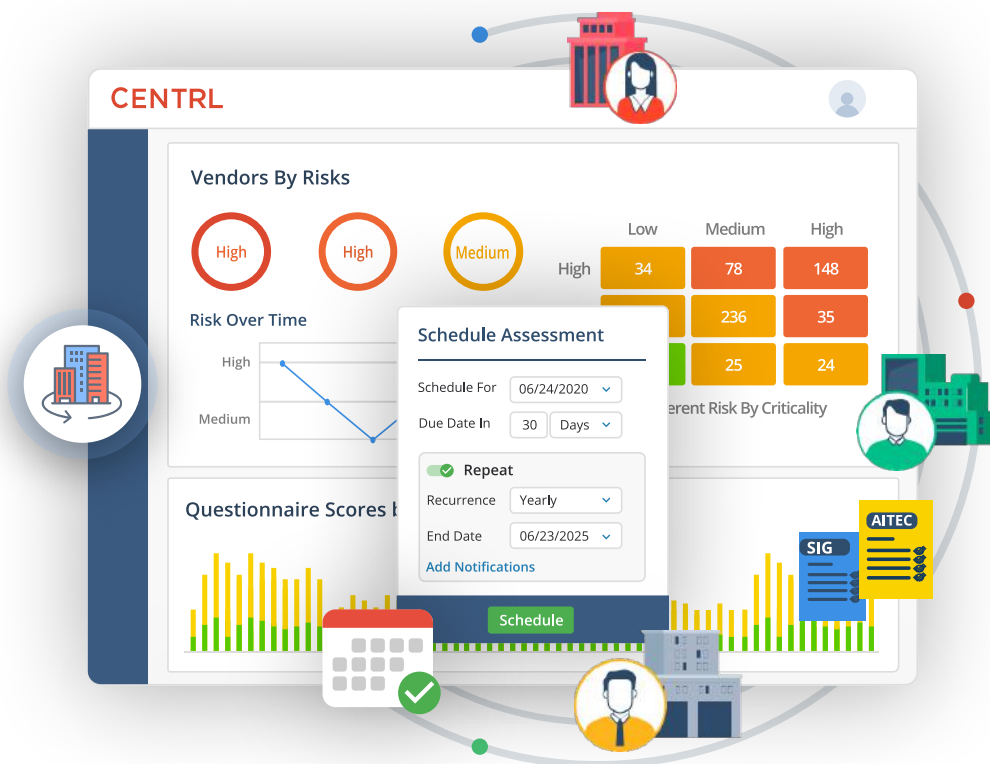 CENTRL
Vendors By Risks
High High Medium
Low Medium High
High 34 78 148
236 35
25 24
Risk By Criticality
Risk Over Time
High
Medium
Schedule Assessment
Schedule For 06/24/2020
Due Date In 30 Days
Repeat
Recurrence Yearly
End Date 06/23/2025
Add Notifications
Schedule
Questionnaire Scores
SIG
AITEC